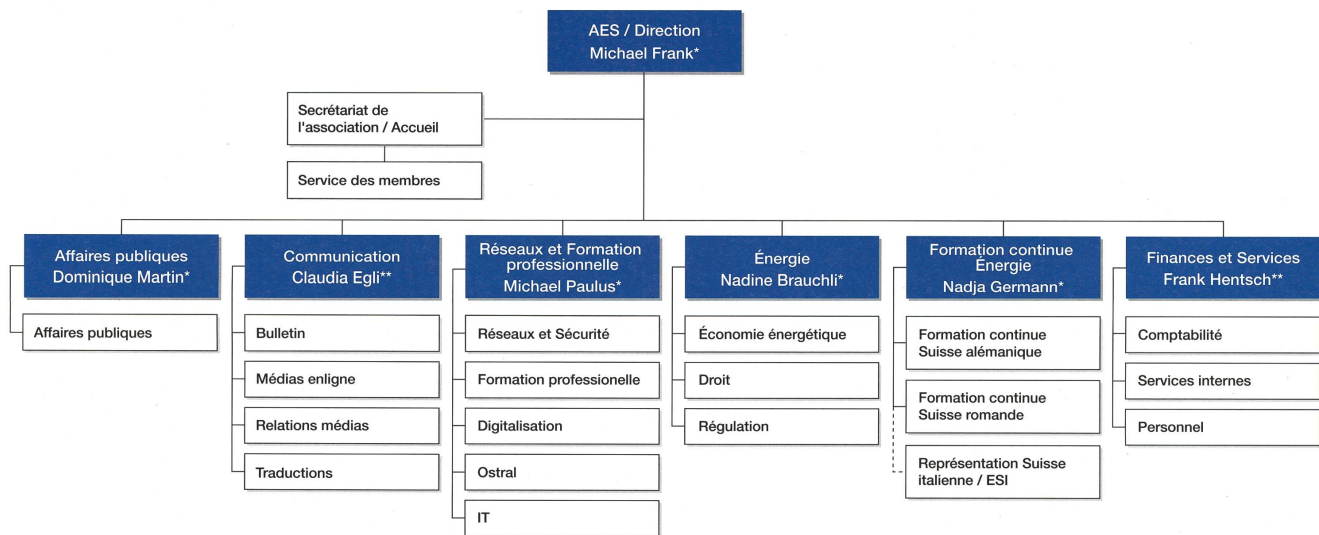 AES / Direction
Michael Frank*
Secrétariat de
l'association / Accueil
Service des membres
Affaires publiques
Dominique Martin*
Affaires publiques
Communication
Claudia Egli**
Bulletin
Médias enligne
Relations médias
Traductions
Réseaux et Formation
professionnelle
Michael Paulus*
Réseaux et Sécurité
Formation professionelle
Digitalisation
Ostral
IT
Énergie
Nadine Brauchli*
Économie énergétique
Droit
Régulation
Formation continue
Énergie
Nadja Germann*
Formation continue
Suisse alémanique
Formation continue
Suisse romande
Représentation Suisse
italienne / ESI
Finances et Services
Frank Hentsch**
Comptabilité
Services internes
Personnel